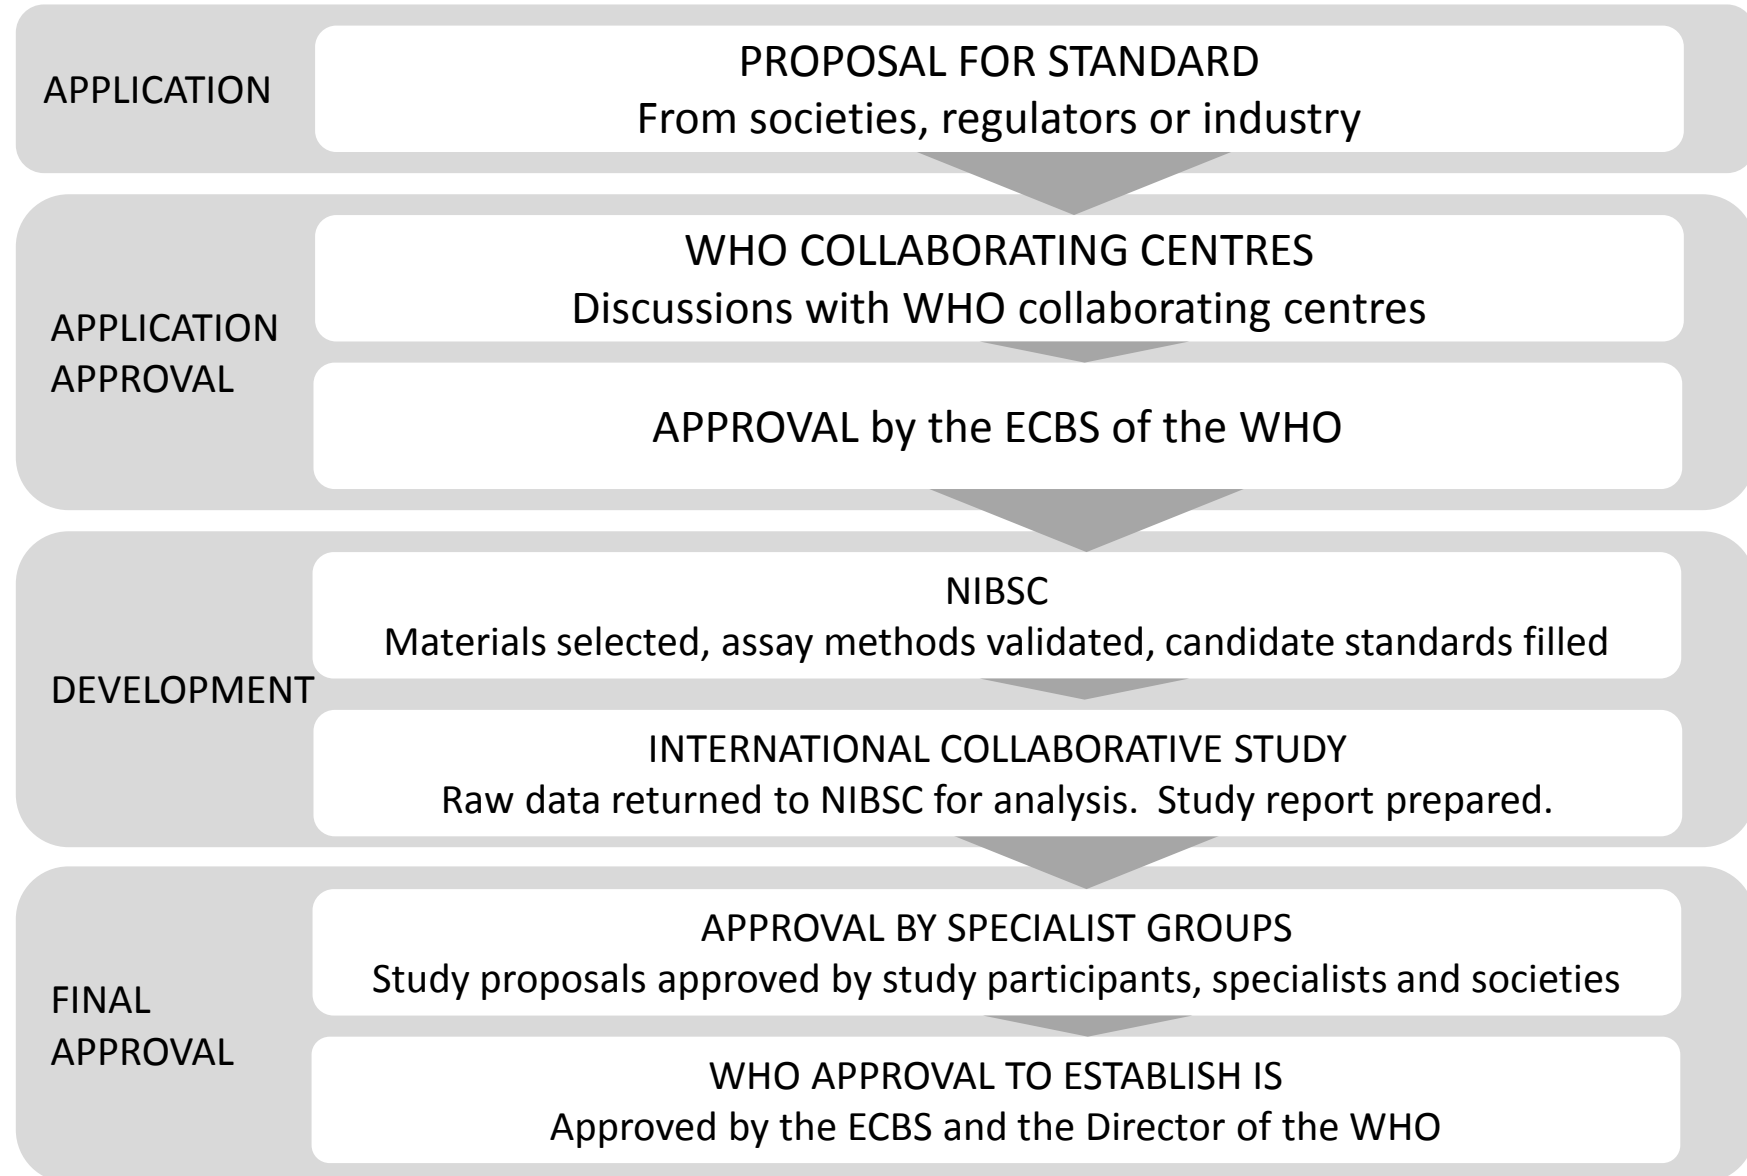 APPLICATION
PROPOSAL FOR STANDARD
From societies, regulators or industry
APPLICATION
APPROVAL
WHO COLLABORATING CENTRES
Discussions with WHO collaborating centres
APPROVAL by the ECBS of the WHO
DEVELOPMENT
NIBSC
Materials selected, assay methods validated, candidate standards filled
INTERNATIONAL COLLABORATIVE STUDY
Raw data returned to NIBSC for analysis.  Study report prepared.
FINAL
APPROVAL
APPROVAL BY SPECIALIST GROUPS
Study proposals approved by study participants, specialists and societies
WHO APPROVAL TO ESTABLISH IS
Approved by the ECBS and the Director of the WHO